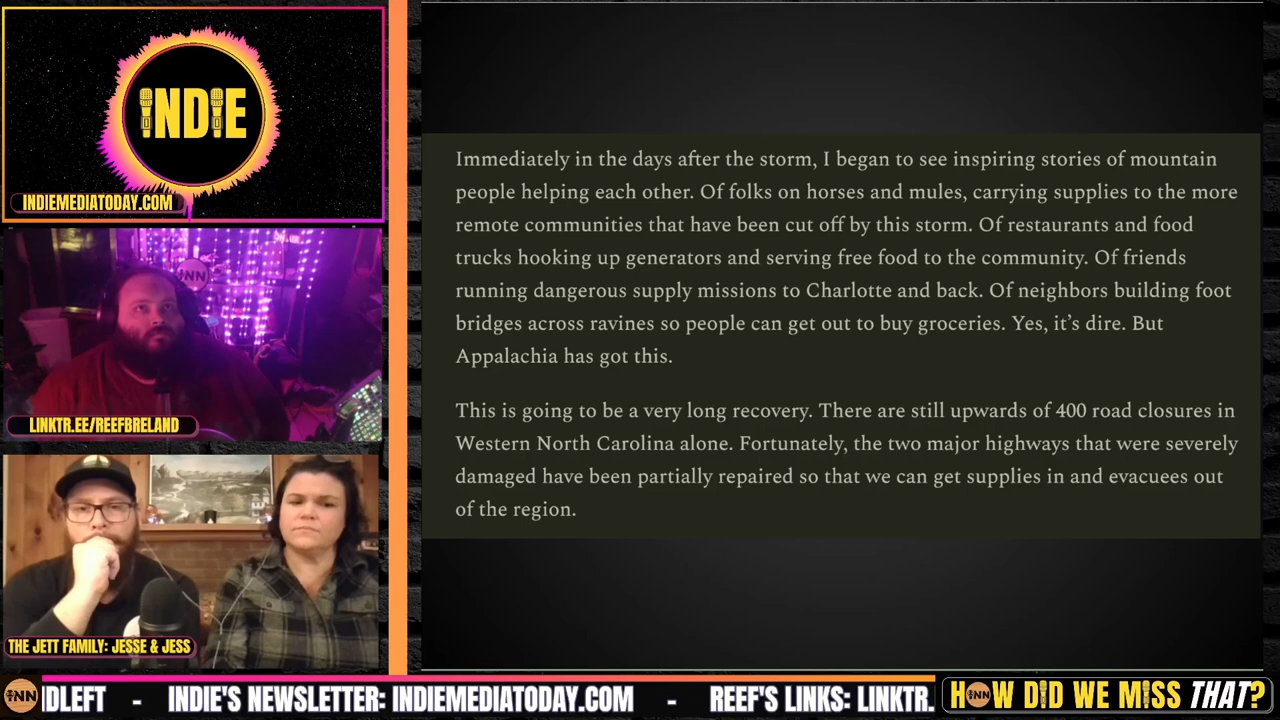 INDIE
INDIEMEDIATODAY.COM
INN
LINKTR.EE/REEFBRELAND
THE JETT FAMILY: JESSE & JESS
Immediately in the days after the storm, I began to see inspiring stories of mountain
people helping each other. Of folks on horses and mules, carrying supplies to the more
remote communities that have been cut off by this storm. Of restaurants and food
trucks hooking up generators and serving free food to the community. Of friends
running dangerous supply missions to Charlotte and back. Of neighbors building foot
bridges across ravines so people can get out to buy groceries. Yes, it’s dire. But
Appalachia has got this.
This is going to be a very long recovery. There are still upwards of 400 road closures in
Western North Carolina alone. Fortunately, the two major highways that were severely
damaged have been partially repaired so that we can get supplies in and evacuees out
of the region.
INN IDLEFT - INDIE'S NEWSLETTER: INDIEMEDIATODAY.COM - REEF'S LINKS: LINKTR.
HOW DID WE MISS THAT?
INN